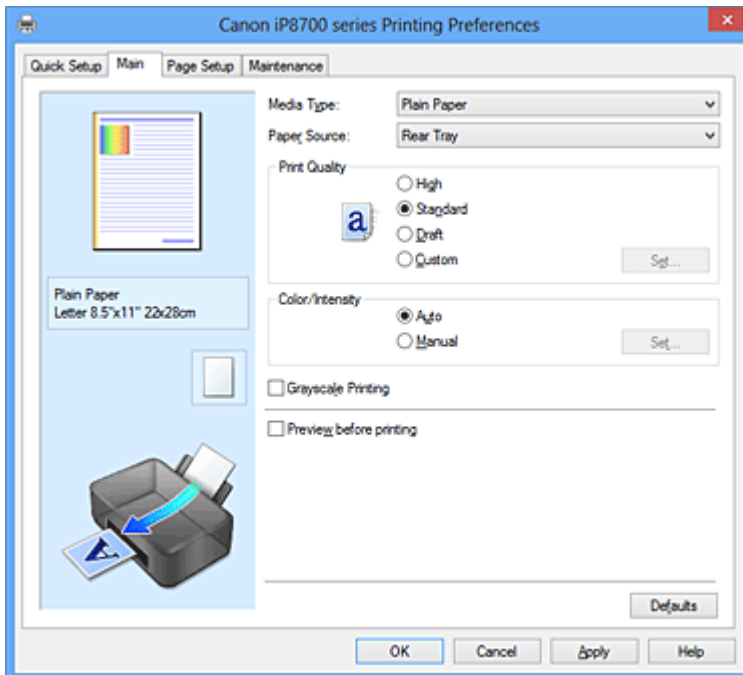 Canon iP8700 series Printing Preferences
Quick Setup Main Page Setup Maintenance
Media Type: Plain Paper
Paper Source: Rear Tray
Print Quality
High
a Standard
Draft
Custom Set...
Plain Paper
Letter 8.5"x11" 22x28cm
Color/Intensity
Auto
Manual Set...
Grayscale Printing
Preview before printing
A
Defaults
OK Cancel Apply Help